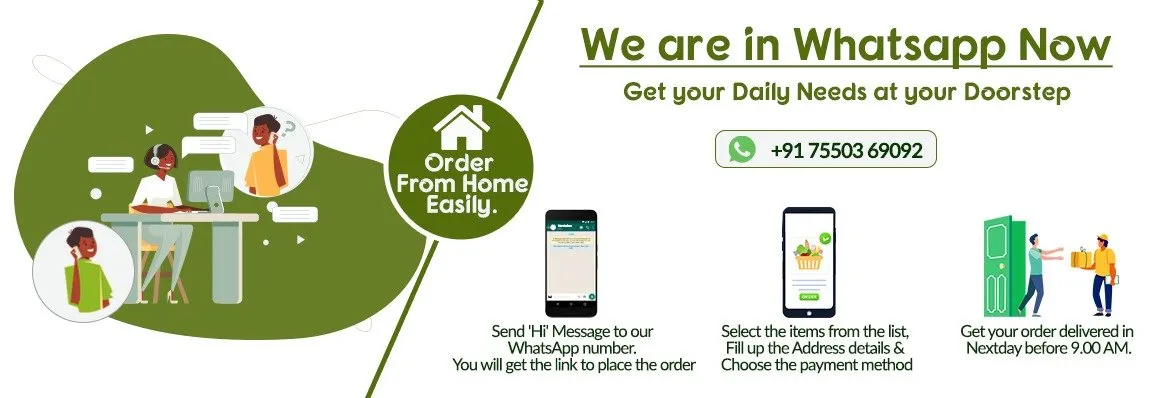 We are in Whatsapp Now
Get your Daily Needs at your Doorstep
+91 75503 69092
Order
From Home
Easily.
?
Send 'Hi' Message to our
WhatsApp number.
You will get the link to place the order
ORDER
Select the items from the list,
Fill up the Address details &
Choose the payment method
Get your order delivered in
Nextday before 9.00 AM.